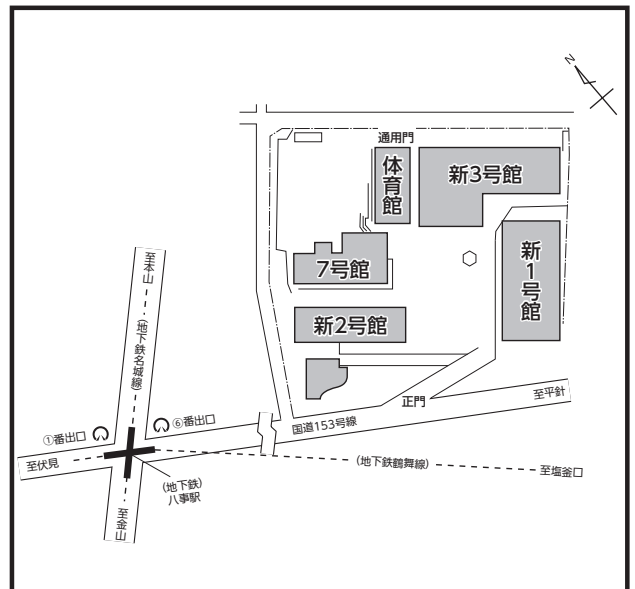 N
通用門
体育館
新3号館
7号館
新1号館
新2号館
至本山
(地下鉄名城線)
正門
至平針
国道153号線
①番出口
⑥番出口
至伏見
(地下鉄)
八事駅
(地下鉄鶴舞線)
至塩釜口
至金山